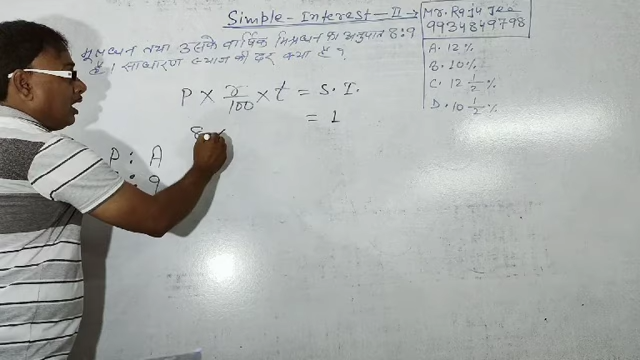 Simple-Interest-II →
Mr. Raju Jee
9934849798
मूलधन तथा उसके वार्षिक मिश्रधन का अनुपात 8:9
है। साधारण ब्याज की दर क्या है ?
A. 12%
B. 10%
C. 12 1/2 %
D. 10 1/2 %
P × r/100 × t = S.I.
= 1
8
P : A
: 9